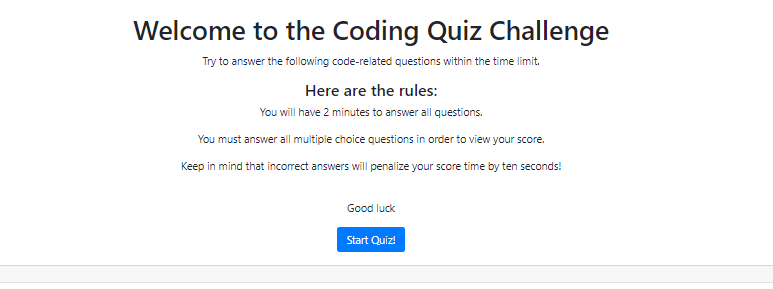 Welcome to the Coding Quiz Challenge
Try to answer the following code-related questions within the time limit.
Here are the rules:
You will have 2 minutes to answer all questions.
You must answer all multiple choice questions in order to view your score.
Keep in mind that incorrect answers will penalize your score time by ten seconds!
Good luck
Start Quiz!